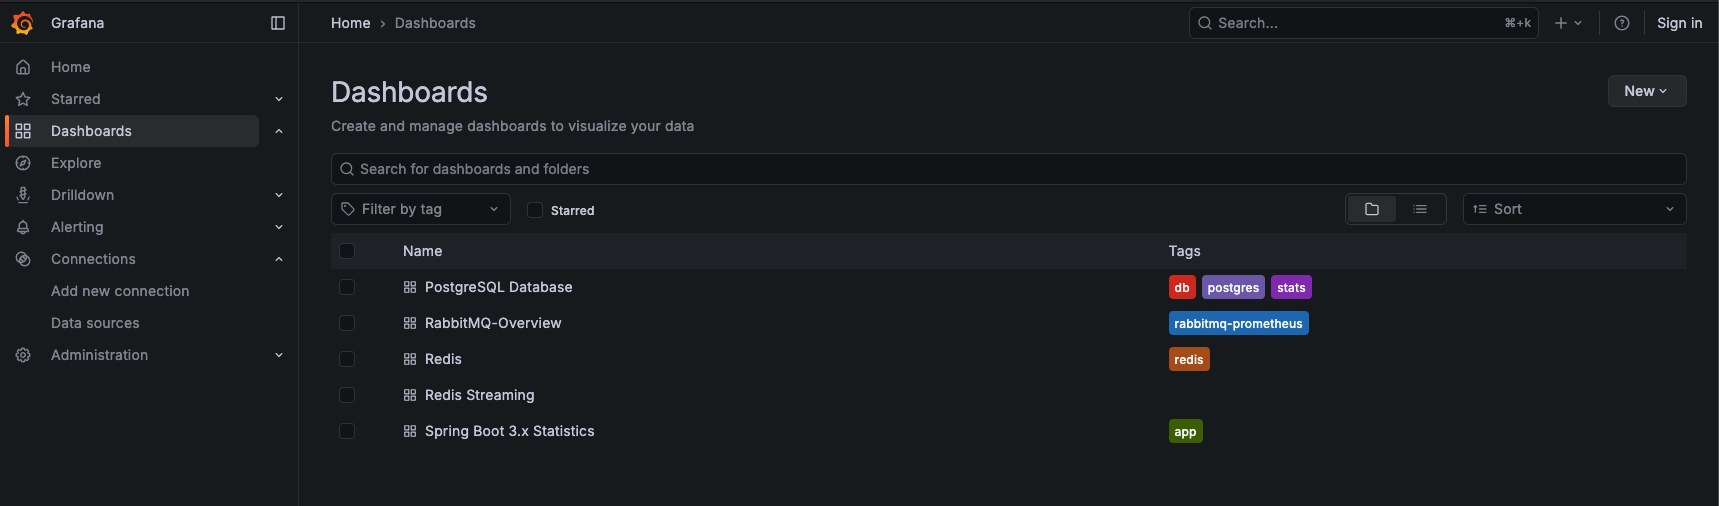 Grafana
Home > Dashboards
Search...
⌘+k
Sign in
Home
Starred
Dashboards
Explore
Drilldown
Alerting
Connections
Add new connection
Data sources
Administration
Dashboards
New
Create and manage dashboards to visualize your data
Search for dashboards and folders
Filter by tag
Starred
Sort
Name Tags
PostgreSQL Database db postgres stats
RabbitMQ-Overview rabbitmq-prometheus
Redis redis
Redis Streaming
Spring Boot 3.x Statistics app